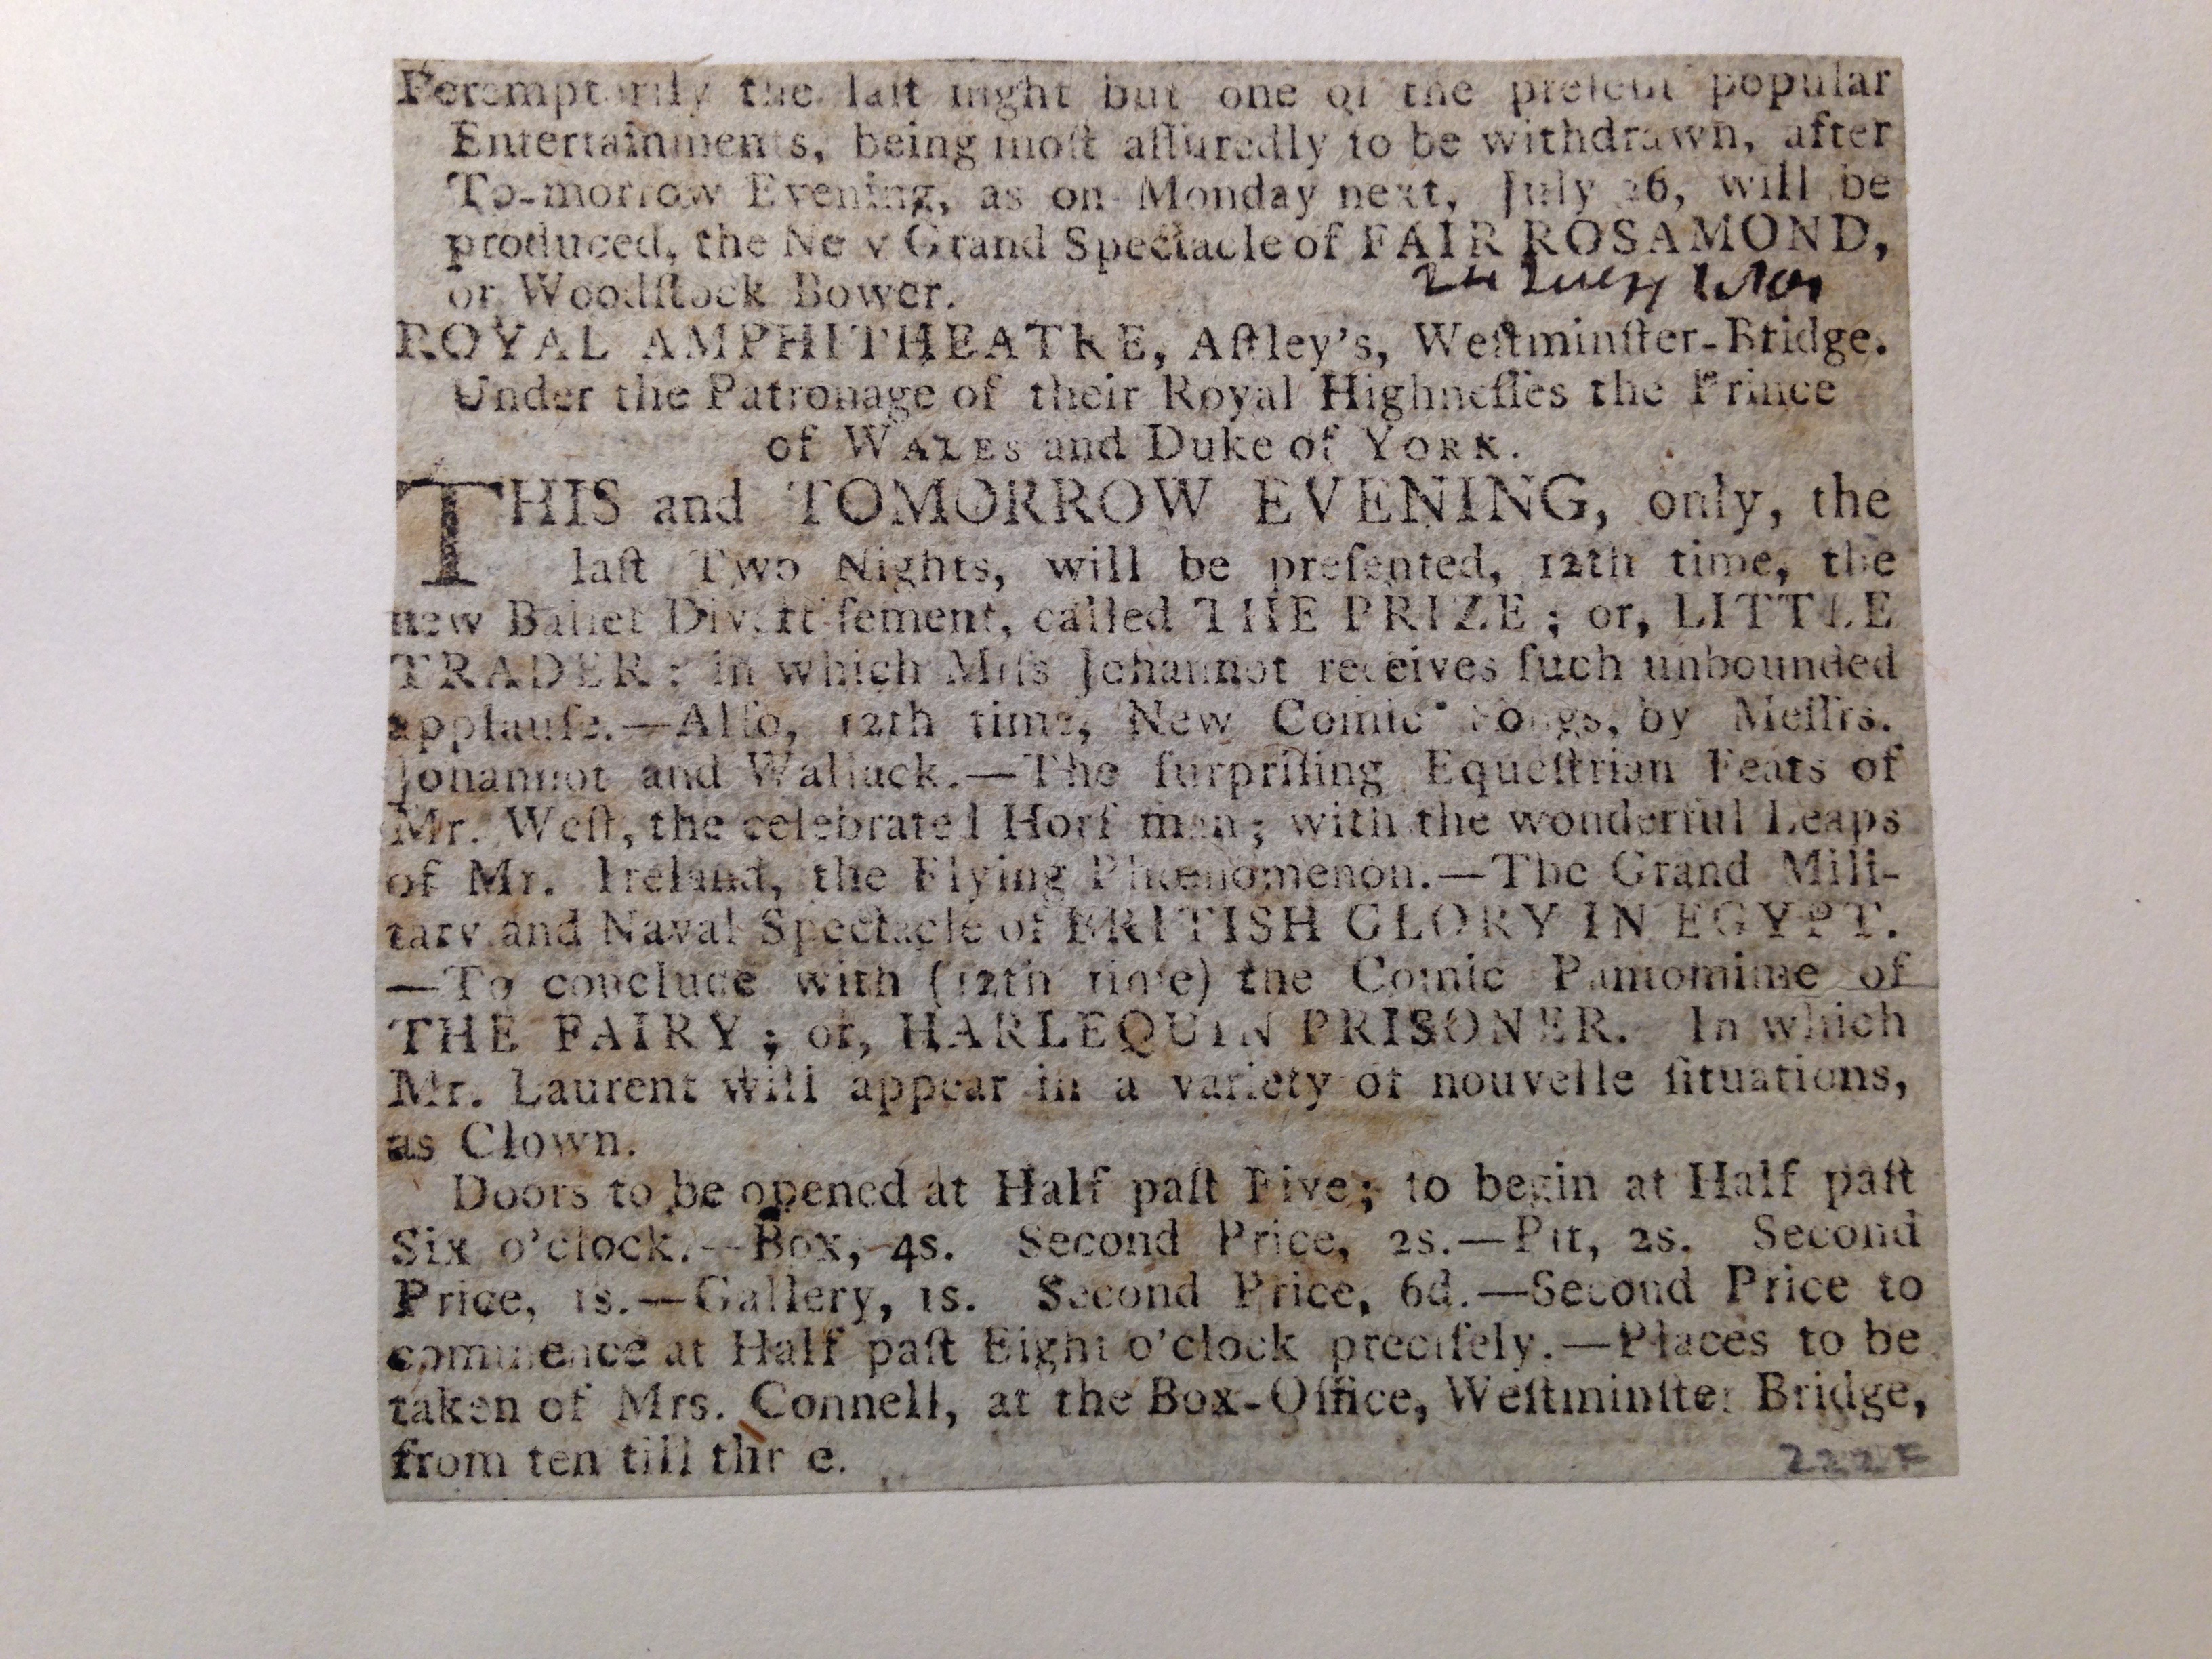 Peremptorily the laſt night but one of the preſent popular
Entertainments, being moſt aſſuredly to be withdrawn, after
To-morrow Evening, as on Monday next, July 26, will be
produced, the New Grand Spectacle of FAIR ROSAMOND,
or Woodſtock Bower.
24
ROYAL AMPHITHEATRE, Aſtley's, Weſtminſter-Bridge.
Under the Patronage of their Royal Highneſſes the Prince
of WALES and Duke of YORK.
THIS and TOMORROW EVENING, only, the
laſt Two Nights, will be preſented, 12th time, the
new Ballet Divertiſement, called THE PRIZE; or, LITTLE
TRADER: in which Miſs Johannot receives ſuch unbounded
applauſe.—Alſo, 12th time, New Comic Songs, by Meſſrs.
Johannot and Wallack.—The ſurpriſing Equeſtrian Feats of
Mr. Weſt, the celebrated Horſeman; with the wonderful Leaps
of Mr. Ireland, the Flying Phœnomenon.—The Grand Mili-
tary and Naval Spectacle of BRITISH GLORY IN EGYPT.
—To conclude with (12th time) the Comic Pantomime of
THE FAIRY; or, HARLEQUIN PRISONER. In which
Mr. Laurent will appear in a variety of nouvelle ſituations,
as Clown.
Doors to be opened at Half paſt Five; to begin at Half paſt
Six o'clock.—Box, 4s. Second Price, 2s.—Pit, 2s. Second
Price, 1s.—Gallery, 1s. Second Price, 6d.—Second Price to
commence at Half paſt Eight o'clock preciſely.—Places to be
taken of Mrs. Connell, at the Box-Office, Weſtminſter Bridge,
from ten till thr e.